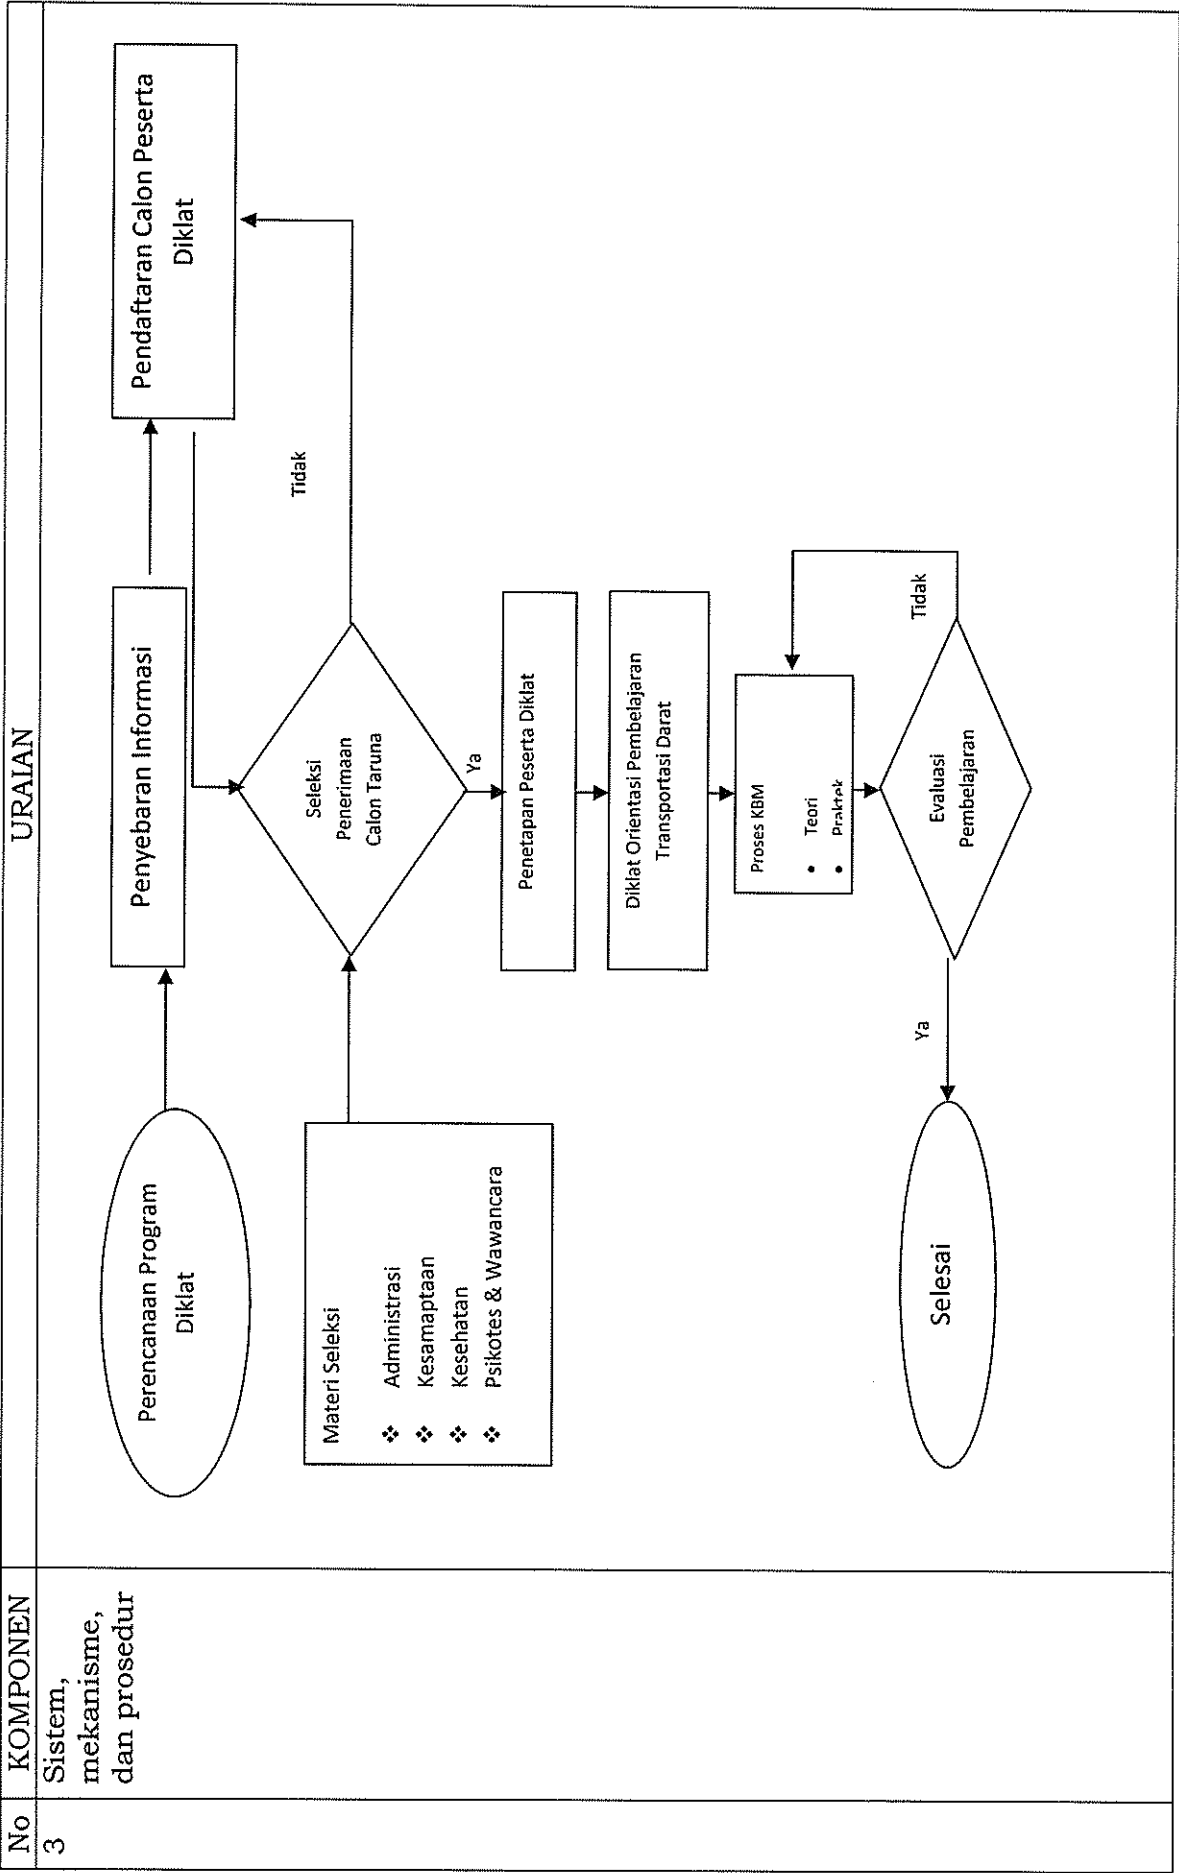 No
KOMPONEN
URAIAN
3
Sistem,
mekanisme,
dan prosedur
Perencanaan Program
Diklat
Penyebaran Informasi
Pendaftaran Calon Peserta
Diklat
Materi Seleksi
❖ Administrasi
❖ Kesamaptaan
❖ Kesehatan
❖ Psikotes & Wawancara
Seleksi
Penerimaan
Calon Taruna
Tidak
Ya
Penetapan Peserta Diklat
Diklat Orientasi Pembelajaran
Transportasi Darat
Proses KBM
• Teori
• Praktek
Tidak
Evaluasi
Pembelajaran
Ya
Selesai